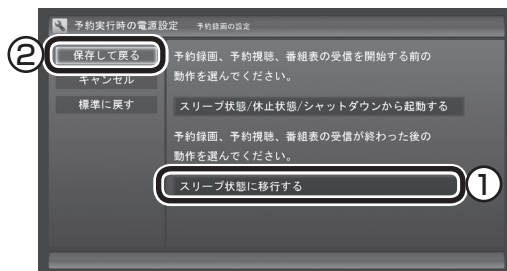 予約実行時の電源設定 予約録画の設定
② 保存して戻る
キャンセル
標準に戻す
予約録画、予約視聴、番組表の受信を開始する前の
動作を選んでください。
スリープ状態/休止状態/シャットダウンから起動する
予約録画、予約視聴、番組表の受信が終わった後の
動作を選んでください。
スリープ状態に移行する ①